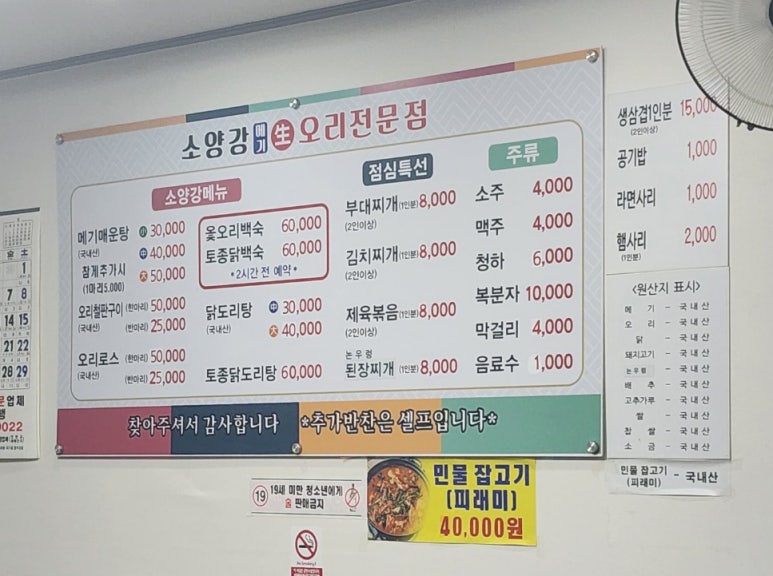 소양강 메기 生 오리전문점
소양강메뉴
메기매운탕 小 30,000
(국내산) 中 40,000
참게추가시 大 50,000
(1마리5,000)
오리철판구이 (한마리) 50,000
(국내산) (반마리) 25,000
오리로스 (한마리) 50,000
(국내산) (반마리) 25,000
옻오리백숙 60,000
토종닭백숙 60,000
*2시간 전 예약*
닭도리탕 中 30,000
(국내산) 大 40,000
토종닭도리탕 60,000
점심특선
부대찌개(1인분) 8,000
(2인이상)
김치찌개(1인분) 8,000
(2인이상)
제육볶음(1인분) 8,000
(2인이상)
논우렁
된장찌개(1인분) 8,000
주류
소주 4,000
맥주 4,000
청하 6,000
복분자 10,000
막걸리 4,000
음료수 1,000
찾아주셔서 감사합니다 *추가반찬은 셀프입니다*
생삼겹1인분 15,000
(2인이상)
공기밥 1,000
라면사리 1,000
햄사리 2,000
(1인분)
<원산지 표시>
메 기 - 국내산
오 리 - 국내산
닭 - 국내산
돼지고기 - 국내산
논우렁 - 국내산
배 추 - 국내산
고추가루 - 국내산
쌀 - 국내산
찹 쌀 - 국내산
소 금 - 국내산
민물 잡고기
(피래미) - 국내산
민물 잡고기
(피래미)
40,000원
19 19세 미만 청소년에게
술 판매금지
금 토
1
7 8
14 15
21 22
28 29
문업체
9022